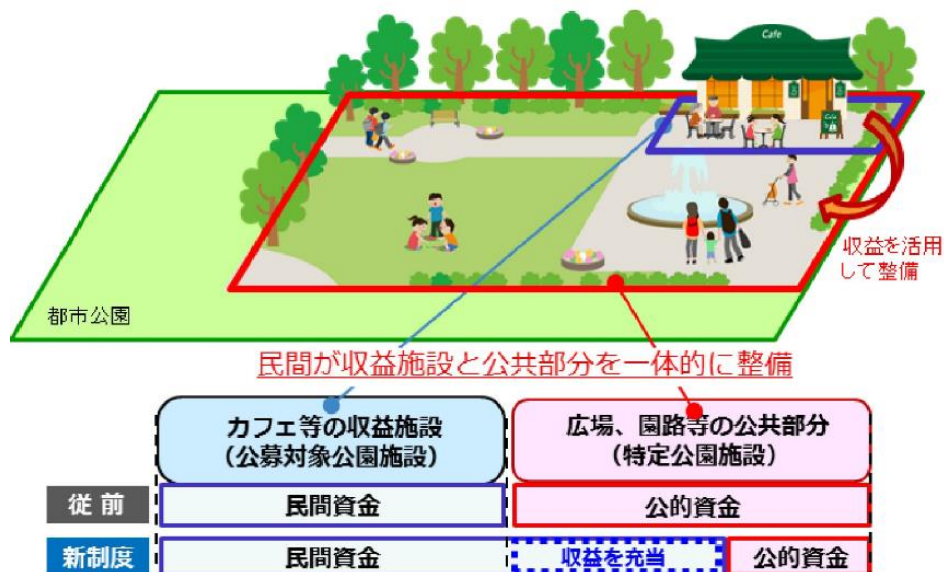 Cafe
収益を活用
して整備
都市公園
民間が収益施設と公共部分を一体的に整備
カフェ等の収益施設
(公募対象公園施設)
広場、園路等の公共部分
(特定公園施設)
従前
民間資金
公的資金
新制度
民間資金
収益を充当
公的資金